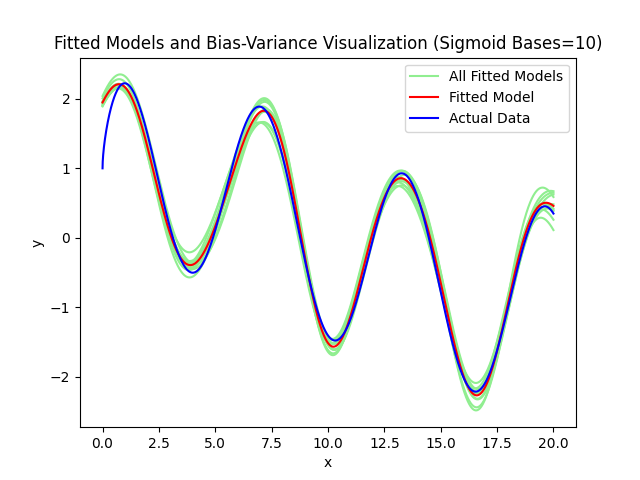 Fitted Models and Bias-Variance Visualization (Sigmoid Bases=10)
All Fitted Models
Fitted Model
Actual Data
y
2
1
0
−1
−2
0.0 2.5 5.0 7.5 10.0 12.5 15.0 17.5 20.0
x